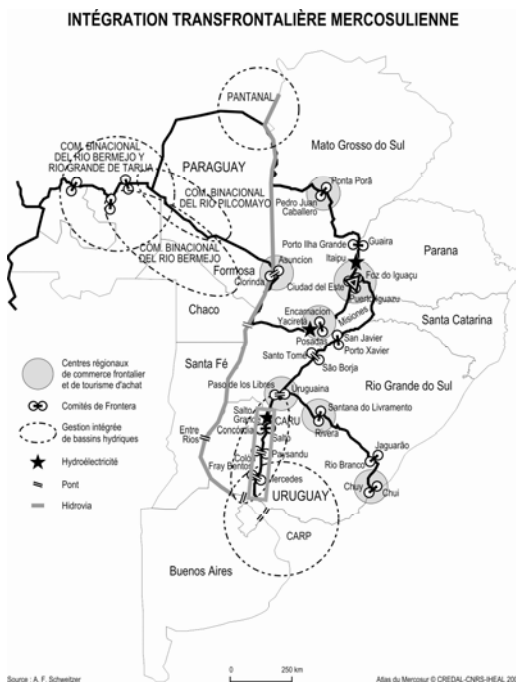 INTÉGRATION TRANSFRONTALIÈRE MERCOSULIENNE
PANTANAL
Mato Grosso do Sul
COM. BINACIONAL
DEL RIO BERMEJO Y
RIO GRANDE DE TARIJA
PARAGUAY
Ponta Porã
COM. BINACIONAL
DEL RIO PILCOMAYO
Pedro Juan
Caballero
Porto Ilha Grande
Guaira
Parana
COM. BINACIONAL
DEL RIO BERMEJO
Asuncion
Itaipu
Formosa
Clorinda
Foz do Iguaçu
Ciudad del Este
Puerto Iguazu
Chaco
Encarnacion
Yacireta
Misiones
Posadas
Santa Catarina
San Javier
Porto Xavier
Santa Fé
Santo Tomé
São Borja
Centres régionaux
de commerce frontalier
et de tourisme d'achat
Rio Grande do Sul
Paso de los Libres
Uruguaina
Comités de Frontera
Salto
Grande
Santana do Livramento
CARU
Concórdia
Salto
Rivera
Gestion intégrée
de bassins hydriques
Entre
Rios
Jaguarão
Colón
Paysandu
Fray Bentos
Rio Branco
Hydroélectricité
Mercedes
Chuy
Chui
Pont
URUGUAY
Hidrovia
CARP
Buenos Aires
0
250 km
Source : A. F. Schweitzer
Atlas du Mercosur © CREDAL-CNRS-IHEAL